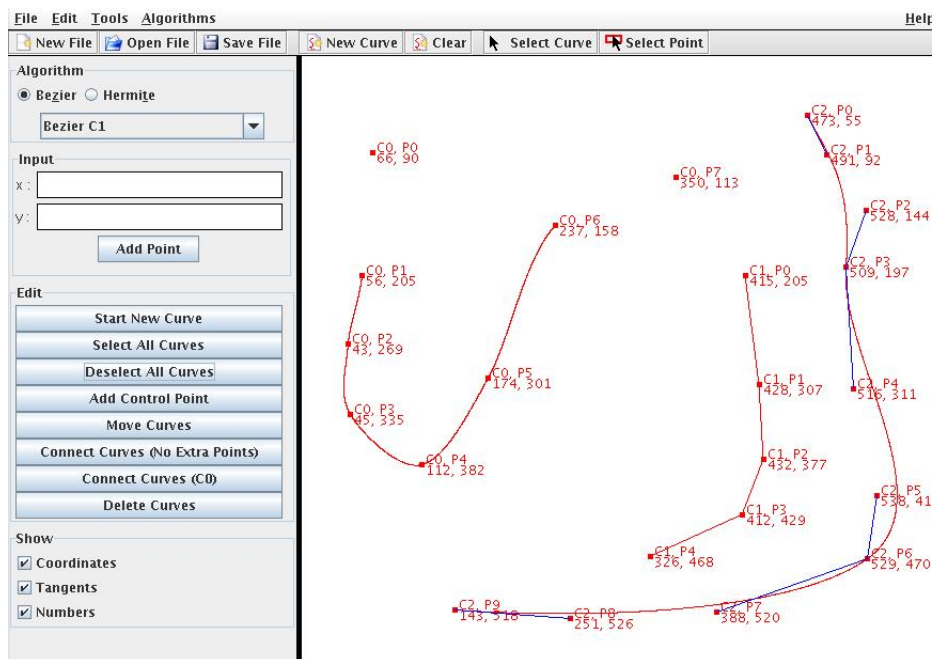 File Edit Tools Algorithms Help
New File Open File Save File New Curve Clear Select Curve Select Point
Algorithm
Bezier Hermite
Bezier C1
Input
x :
y :
Add Point
Edit
Start New Curve
Select All Curves
Deselect All Curves
Add Control Point
Move Curves
Connect Curves (No Extra Points)
Connect Curves (C0)
Delete Curves
Show
Coordinates
Tangents
Numbers
C0, P0
66, 90
C0, P1
56, 205
C0, P2
43, 269
C0, P3
45, 335
C0, P4
112, 382
C0, P5
174, 301
C0, P6
237, 158
C0, P7
350, 113
C1, P0
415, 205
C1, P1
428, 307
C1, P2
432, 377
C1, P3
412, 429
C1, P4
326, 468
C2, P0
473, 55
C2, P1
491, 92
C2, P2
528, 144
C2, P3
509, 197
C2, P4
516, 311
C2, P5
538, 41
C2, P6
529, 470
C2, P7
388, 520
C2, P8
251, 526
C2, P9
143, 518